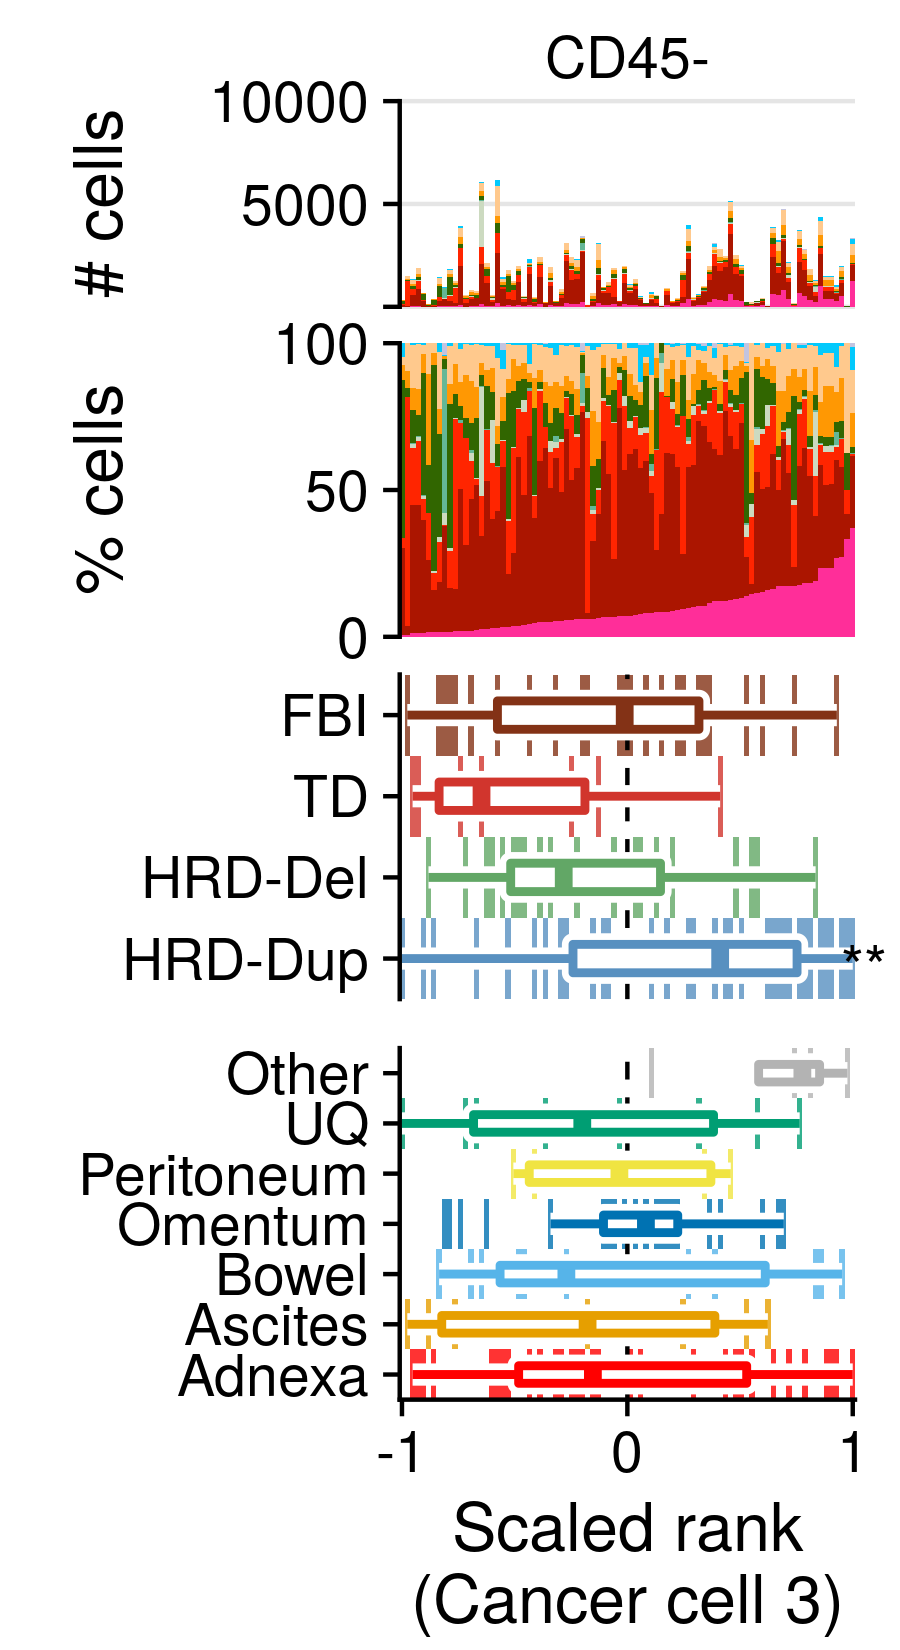 CD45-
# cells
10000
5000
% cells
100
50
0
FBI
TD
HRD-Del
HRD-Dup
**
Other
UQ
Peritoneum
Omentum
Bowel
Ascites
Adnexa
-1 0 1
Scaled rank
(Cancer cell 3)